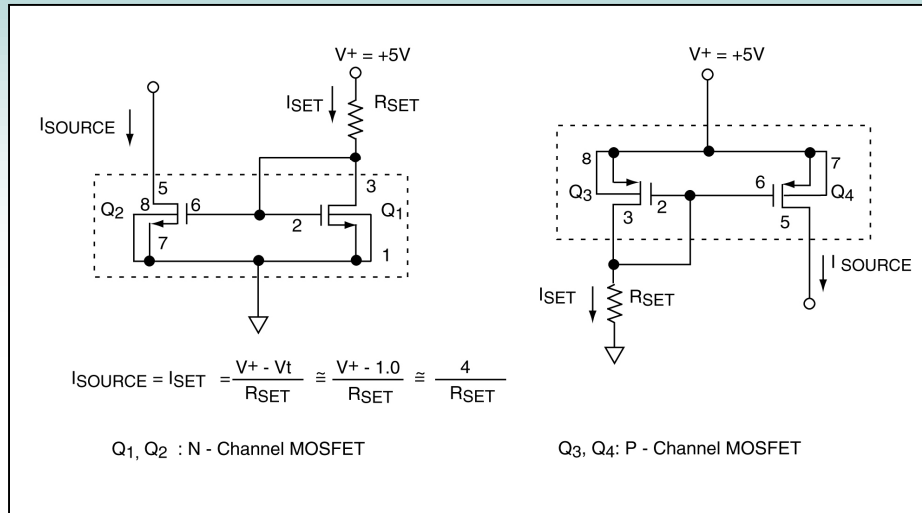 V+ = +5V
ISET
RSET
ISOURCE
5
8
6
Q2
7
3
2
Q1
1
ISOURCE = ISET = V+ - Vt / RSET ≅ V+ - 1.0 / RSET ≅ 4 / RSET
Q1, Q2 : N - Channel MOSFET
V+ = +5V
8
7
Q3
2
3
6
Q4
5
ISET
RSET
I SOURCE
Q3, Q4: P - Channel MOSFET